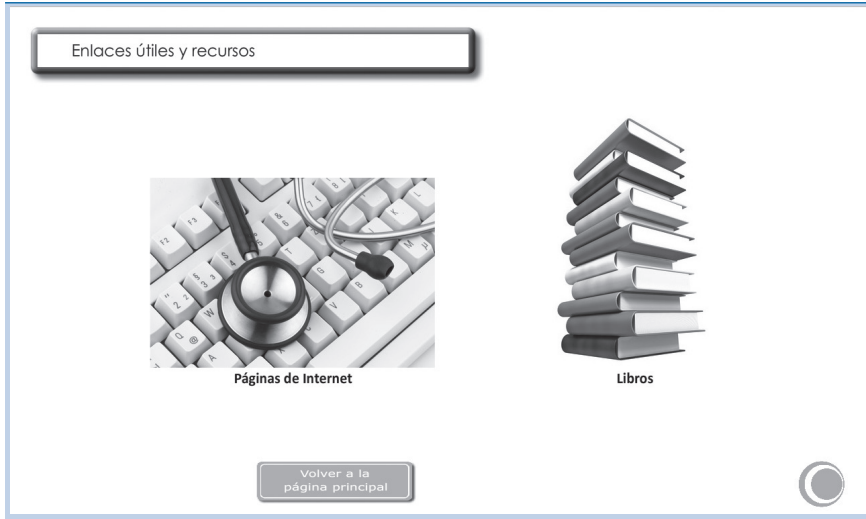 Enlaces útiles y recursos
Páginas de Internet
Libros
Volver a la
página principal